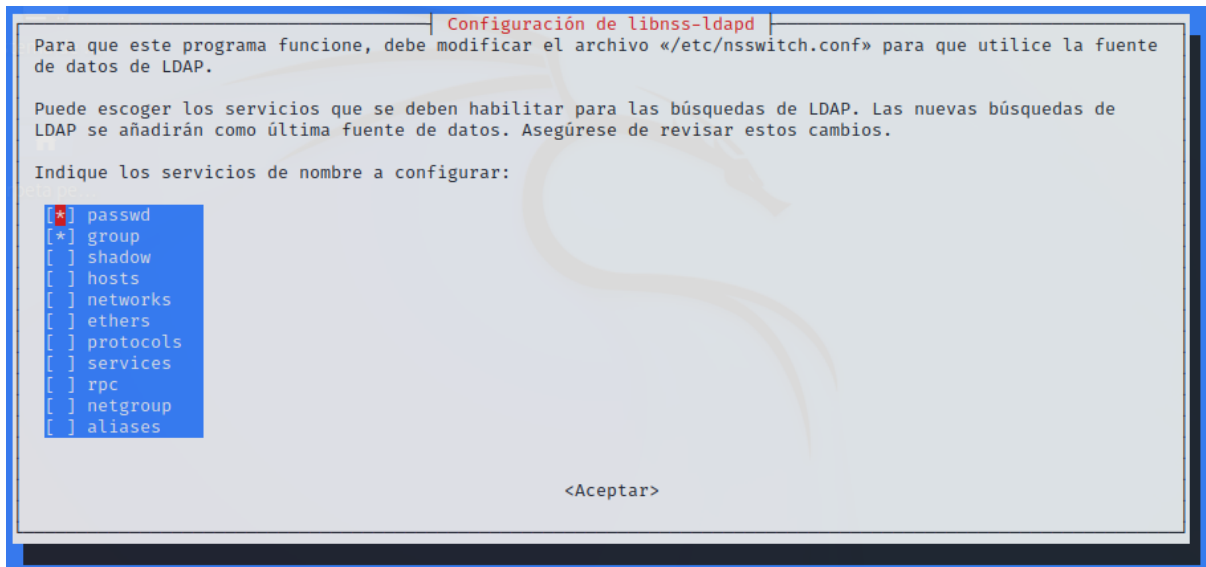 Configuración de libnss-ldapd
Para que este programa funcione, debe modificar el archivo «/etc/nsswitch.conf» para que utilice la fuente
de datos de LDAP.
Puede escoger los servicios que se deben habilitar para las búsquedas de LDAP. Las nuevas búsquedas de
LDAP se añadirán como última fuente de datos. Asegúrese de revisar estos cambios.
Indique los servicios de nombre a configurar:
[*] passwd
[*] group
[ ] shadow
[ ] hosts
[ ] networks
[ ] ethers
[ ] protocols
[ ] services
[ ] rpc
[ ] netgroup
[ ] aliases
<Aceptar>